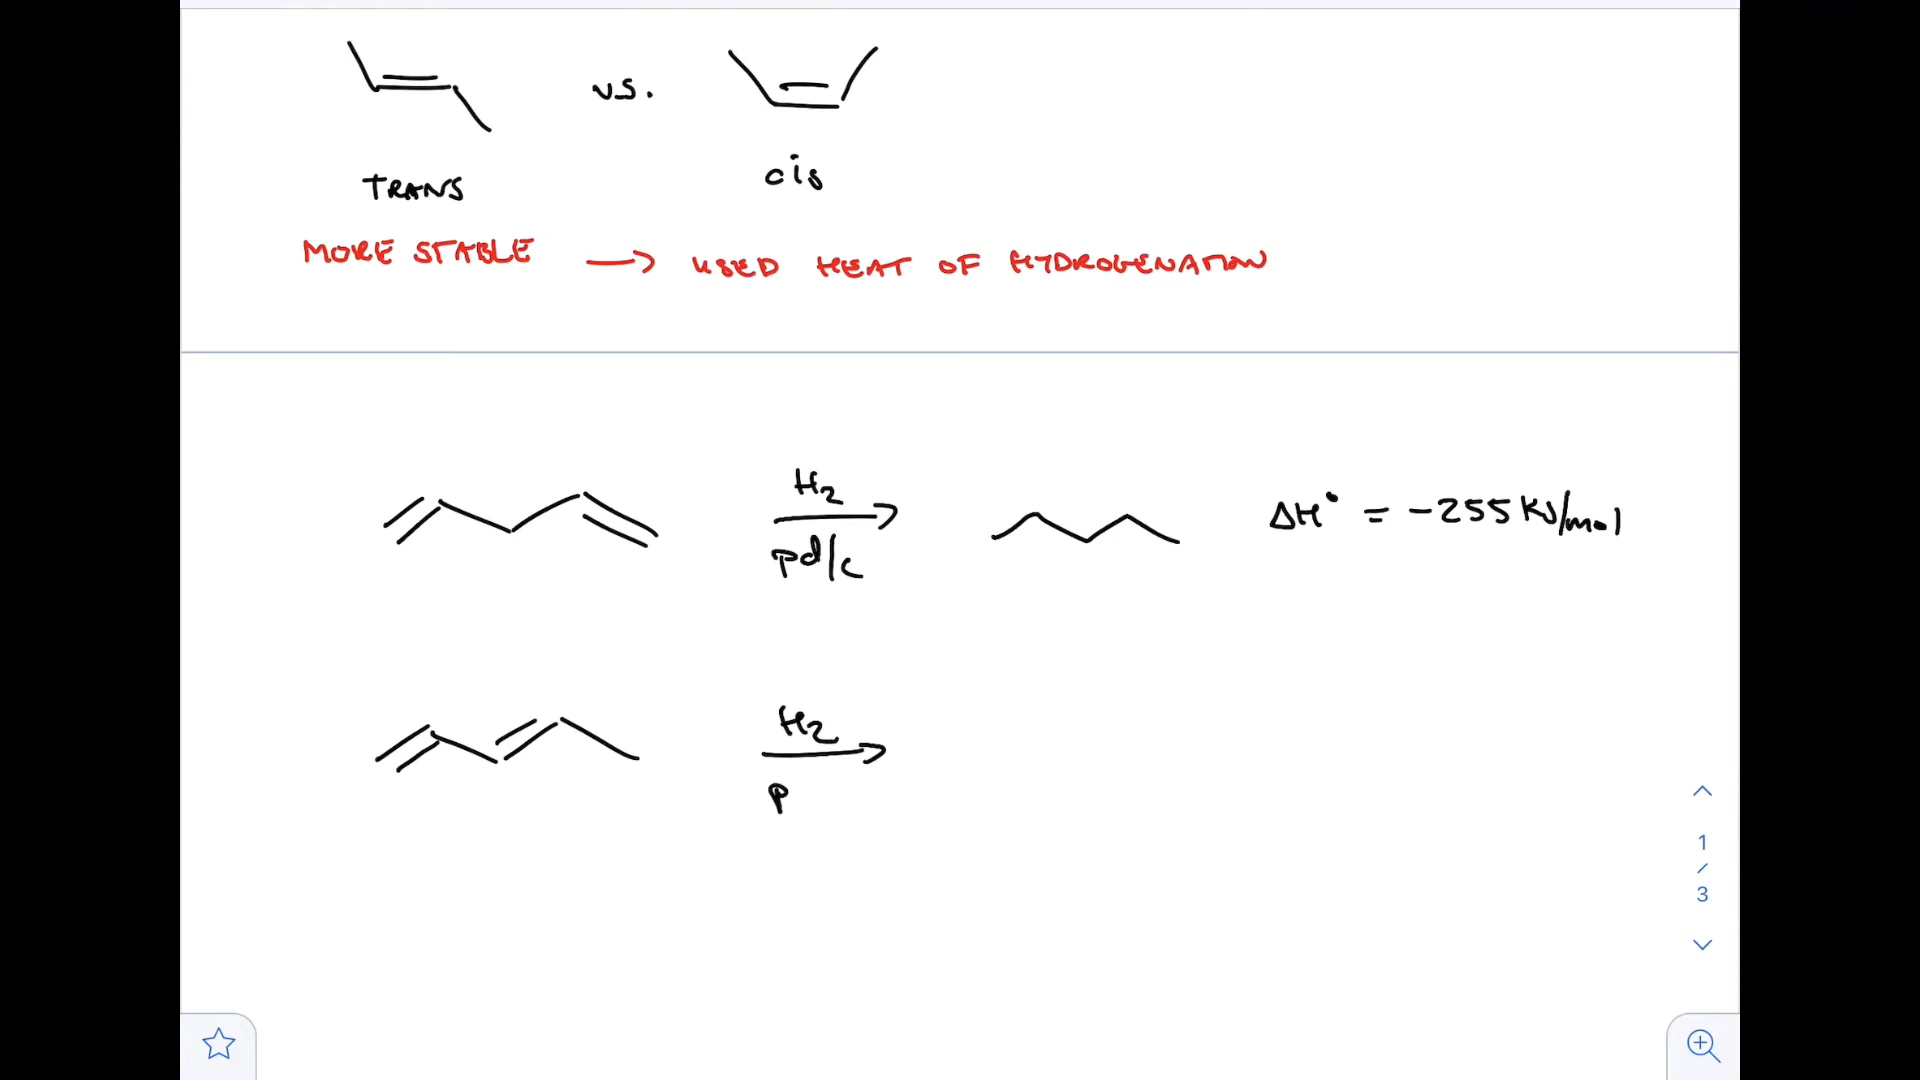 vs.
TRANS
cis
MORE STABLE → USED HEAT OF HYDROGENATION
H2
pd/c
ΔH° = -255 KJ/mol
H2
P
1
/
3